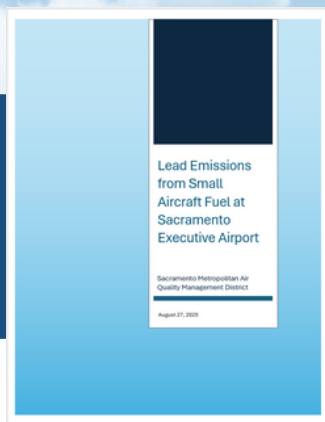 Lead Emissions
from Small
Aircraft Fuel at
Sacramento
Executive Airport
Sacramento Metropolitan Air
Quality Management District
August 27, 2025